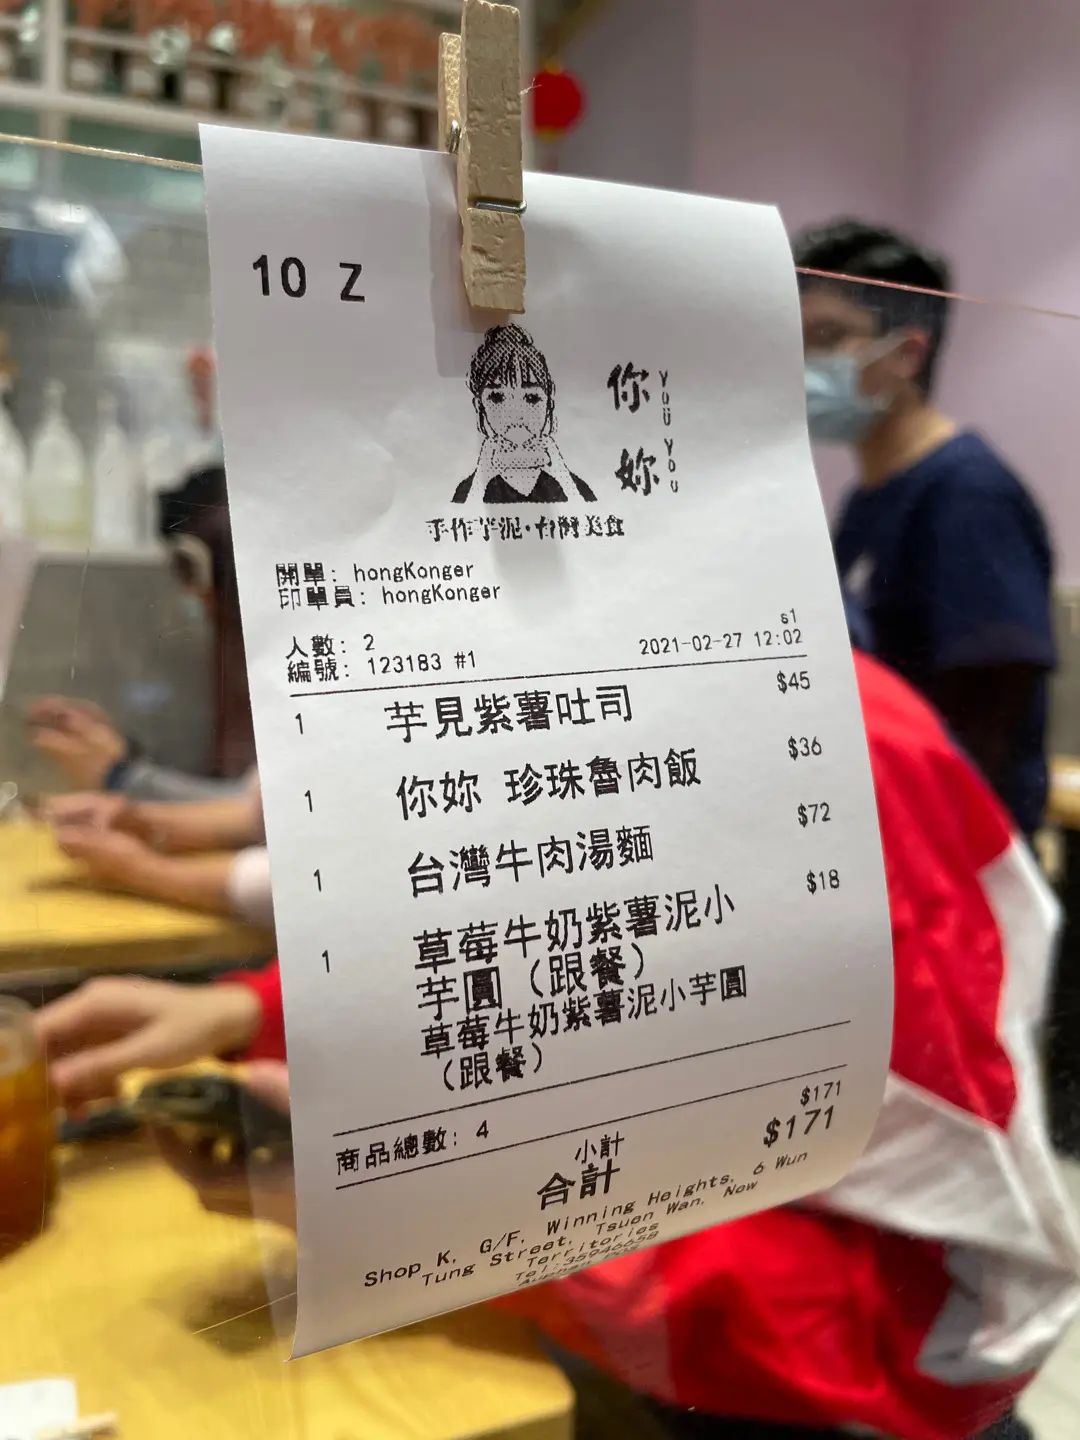 10 Z
你妳
YOU YOU
手作芋泥·台灣美食
開單: hongKonger
印單員: hongKonger
人數: 2
s1
編號: 123183 #1 2021-02-27 12:02
1 芋見紫薯吐司 $45
1 你妳 珍珠魯肉飯 $36
1 台灣牛肉湯麵 $72
1 草莓牛奶紫薯泥小 $18
芋圓（跟餐）
草莓牛奶紫薯泥小芋圓
（跟餐）
商品總數: 4
小計 $171
合計 $171
Shop K, G/F, Winning Heights, 6 Wun
Tung Street, Tsuen Wan, New
Territories
Tel:35946658